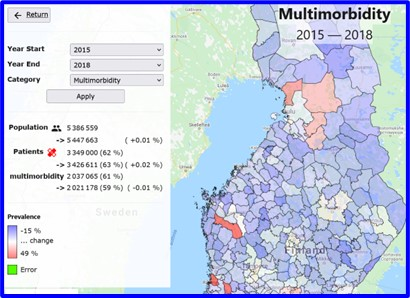 ← Return
Year Start 2015
Year End 2018
Category Multimorbidity
Apply
Population 5 386 559
-> 5 447 663 ( +0.01 %)
Patients 3 349 000 (62 %)
-> 3 426 611 (63 %) ( +0.02 %)
multimorbidity 2 037 065 (61 %)
-> 2 021 178 (59 %) ( -0.01 %)
Prevalence
-15 %
... change
49 %
Error
Multimorbidity
2015 — 2018
Sweden
Finland